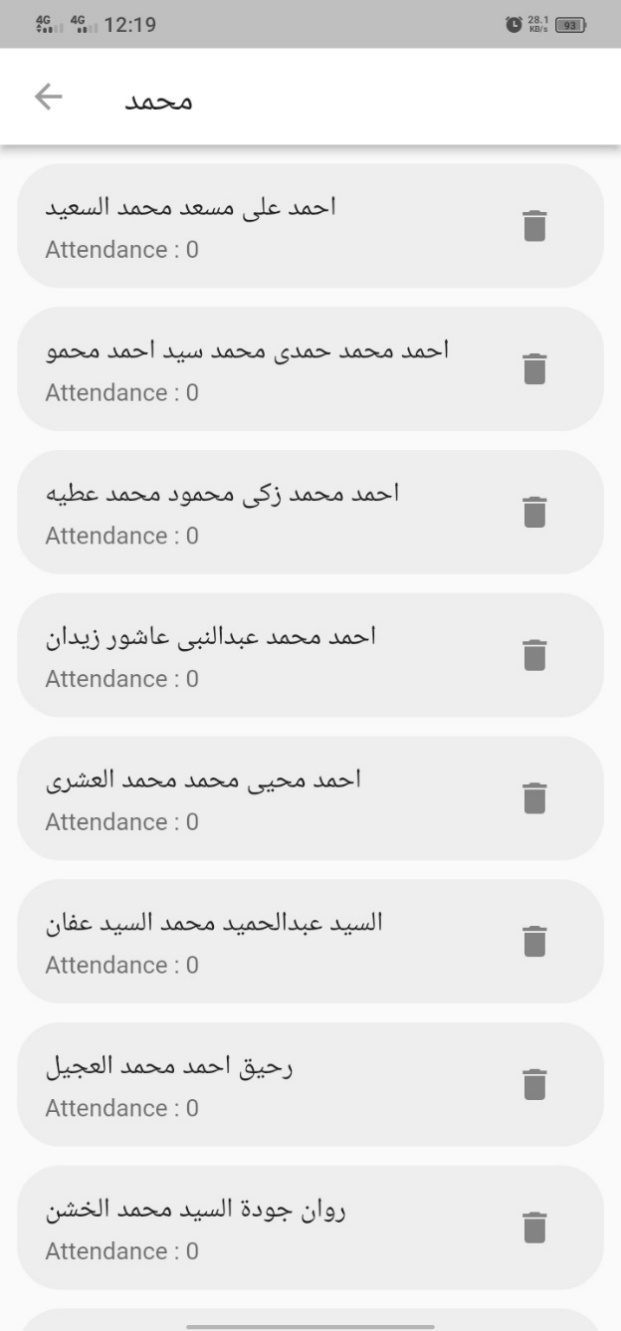 4G 4G 12:19 28.1 KB/s 93
محمد
احمد على مسعد محمد السعيد
Attendance : 0
احمد محمد حمدى محمد سيد احمد محمو
Attendance : 0
احمد محمد زكى محمود محمد عطيه
Attendance : 0
احمد محمد عبدالنبى عاشور زيدان
Attendance : 0
احمد محيى محمد محمد العشرى
Attendance : 0
السيد عبدالحميد محمد السيد عفان
Attendance : 0
رحيق احمد محمد العجيل
Attendance : 0
روان جودة السيد محمد الخشن
Attendance : 0